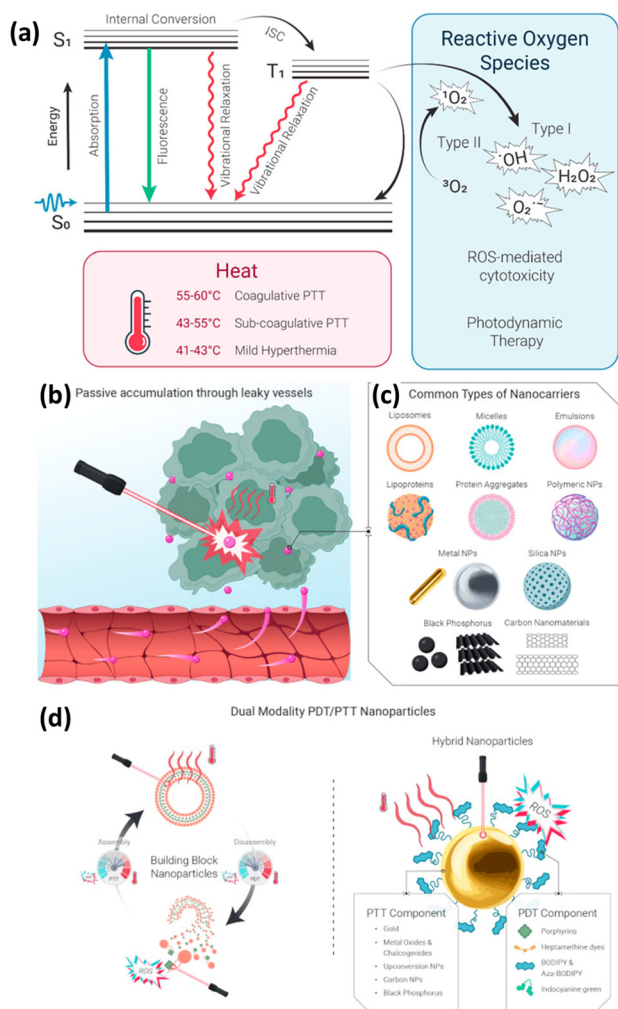 (a)
Internal Conversion
S₁
ISC
T₁
Energy
Absorption
Fluorescence
Vibrational Relaxation
Vibrational Relaxation
S₀
Reactive Oxygen
Species
¹O₂
Type II
Type I
·OH
H₂O₂
³O₂
O₂·⁻
ROS-mediated
cytotoxicity
Photodynamic
Therapy
Heat
55-60°C Coagulative PTT
43-55°C Sub-coagulative PTT
41-43°C Mild Hyperthermia
(b)
Passive accumulation through leaky vessels
(c)
Common Types of Nanocarriers
Liposomes Micelles Emulsions
Lipoproteins Protein Aggregates Polymeric NPs
Metal NPs Silica NPs
Black Phosphorus Carbon Nanomaterials
(d)
Dual Modality PDT/PTT Nanoparticles
Assembly
PTT
Building Block
Nanoparticles
Disassembly
PDT
ROS
Hybrid Nanoparticles
ROS
PTT Component
• Gold
• Metal Oxides &
Chalcogenides
• Upconversion NPs
• Carbon NPs
• Black Phosphorus
PDT Component
Porphyrins
Heptamethine dyes
BODIPY &
Aza-BODIPY
Indocyanine green